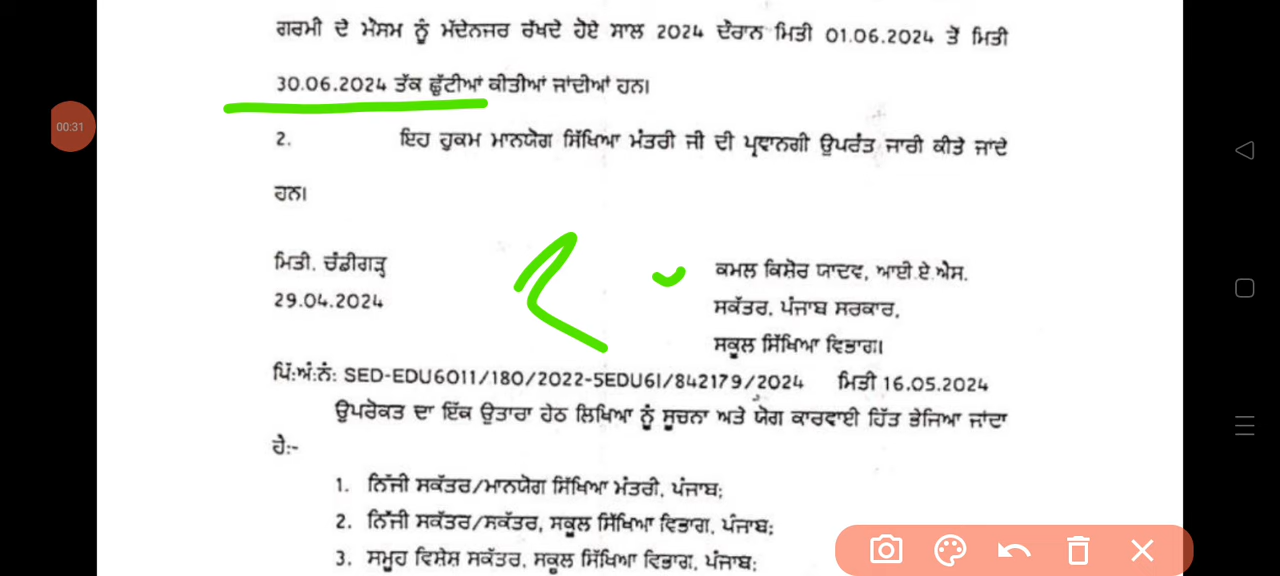 ਗਰਮੀ ਦੇ ਮੌਸਮ ਨੂੰ ਮੱਦੇਨਜਰ ਰੱਖਦੇ ਹੋਏ ਸਾਲ 2024 ਦੌਰਾਨ ਮਿਤੀ 01.06.2024 ਤੋਂ ਮਿਤੀ
30.06.2024 ਤੱਕ ਛੁੱਟੀਆਂ ਕੀਤੀਆਂ ਜਾਂਦੀਆਂ ਹਨ।
00:31
2. ਇਹ ਹੁਕਮ ਮਾਨਯੋਗ ਸਿੱਖਿਆ ਮੰਤਰੀ ਜੀ ਦੀ ਪ੍ਰਵਾਨਗੀ ਉਪਰੰਤ ਜਾਰੀ ਕੀਤੇ ਜਾਂਦੇ
ਹਨ।
ਮਿਤੀ. ਚੰਡੀਗੜ੍ਹ
29.04.2024
ਕਮਲ ਕਿਸ਼ੋਰ ਯਾਦਵ, ਆਈ.ਏ.ਐਸ.
ਸਕੱਤਰ, ਪੰਜਾਬ ਸਰਕਾਰ,
ਸਕੂਲ ਸਿੱਖਿਆ ਵਿਭਾਗ।
ਪਿੱ:ਅੰ:ਨੰ: SED-EDU6011/180/2022-5EDU6I/842179/2024 ਮਿਤੀ 16.05.2024
ਉਪਰੋਕਤ ਦਾ ਇੱਕ ਉਤਾਰਾ ਹੇਠ ਲਿਖਿਆ ਨੂੰ ਸੂਚਨਾ ਅਤੇ ਯੋਗ ਕਾਰਵਾਈ ਹਿੱਤ ਭੇਜਿਆ ਜਾਂਦਾ
ਹੈ:-
1. ਨਿੱਜੀ ਸਕੱਤਰ/ਮਾਨਯੋਗ ਸਿੱਖਿਆ ਮੰਤਰੀ, ਪੰਜਾਬ;
2. ਨਿੱਜੀ ਸਕੱਤਰ/ਸਕੱਤਰ, ਸਕੂਲ ਸਿੱਖਿਆ ਵਿਭਾਗ, ਪੰਜਾਬ;
3. ਸਮੂਹ ਵਿਸ਼ੇਸ਼ ਸਕੱਤਰ, ਸਕੂਲ ਸਿੱਖਿਆ ਵਿਭਾਗ, ਪੰਜਾਬ;